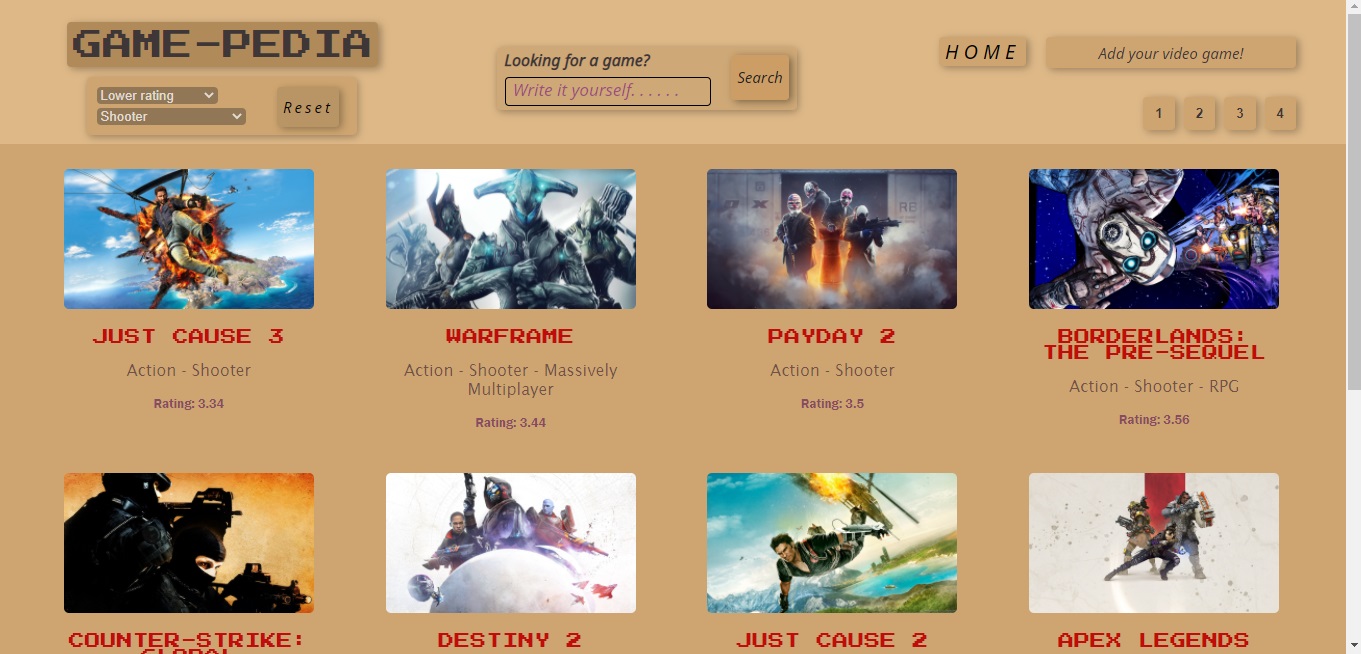 GAME-PEDIA
Lower rating
Shooter
Reset
Looking for a game?
Write it yourself. . . . . .
Search
HOME
Add your video game!
1 2 3 4
JUST CAUSE 3
Action - Shooter
Rating: 3.34
WARFRAME
Action - Shooter - Massively
Multiplayer
Rating: 3.44
PAYDAY 2
Action - Shooter
Rating: 3.5
BORDERLANDS:
THE PRE-SEQUEL
Action - Shooter - RPG
Rating: 3.56
COUNTER-STRIKE:
GLOBAL
DESTINY 2
JUST CAUSE 2
APEX LEGENDS